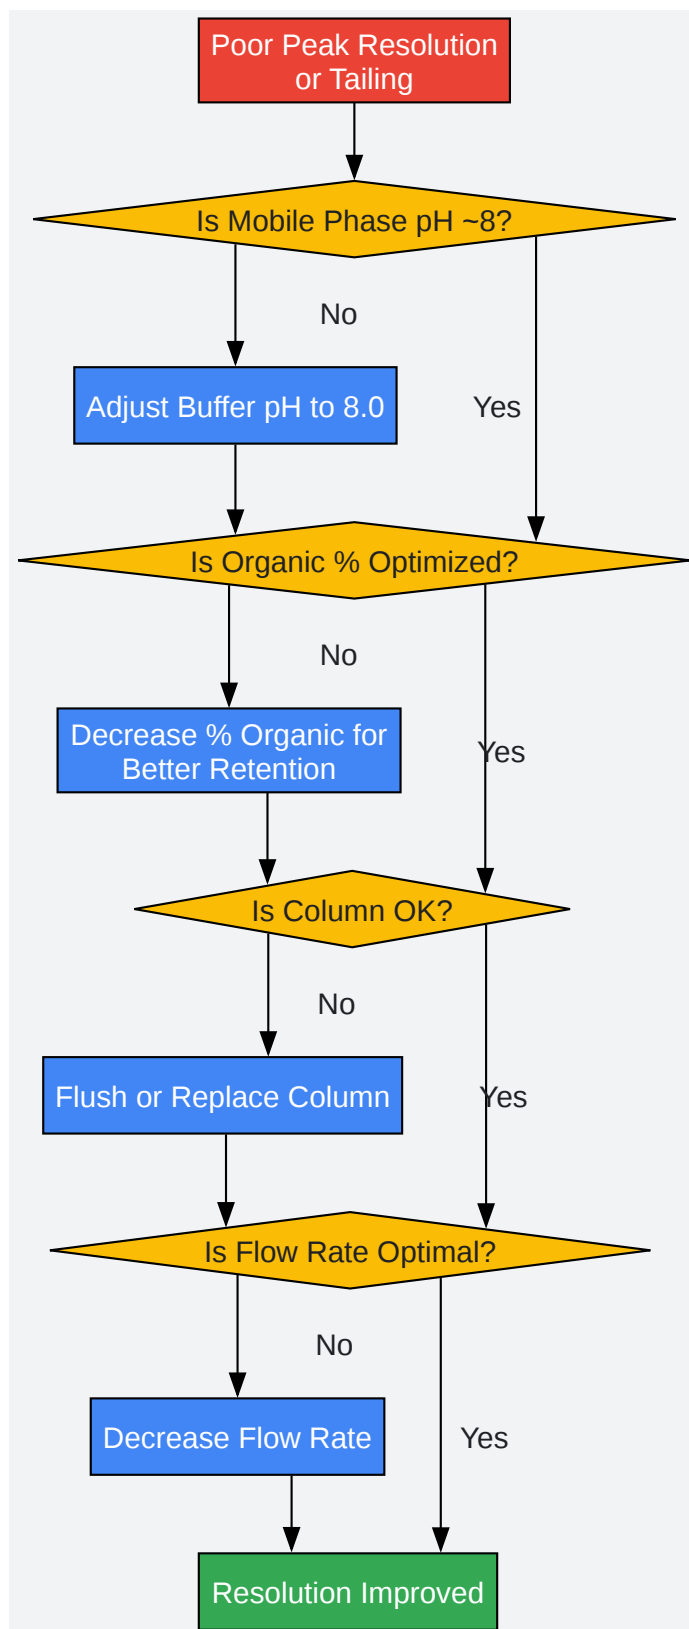 Poor Peak Resolution
or Tailing
Is Mobile Phase pH ~8?
No
Adjust Buffer pH to 8.0
Yes
Is Organic % Optimized?
No
Decrease % Organic for
Better Retention
Yes
Is Column OK?
No
Flush or Replace Column
Yes
Is Flow Rate Optimal?
No
Decrease Flow Rate
Yes
Resolution Improved